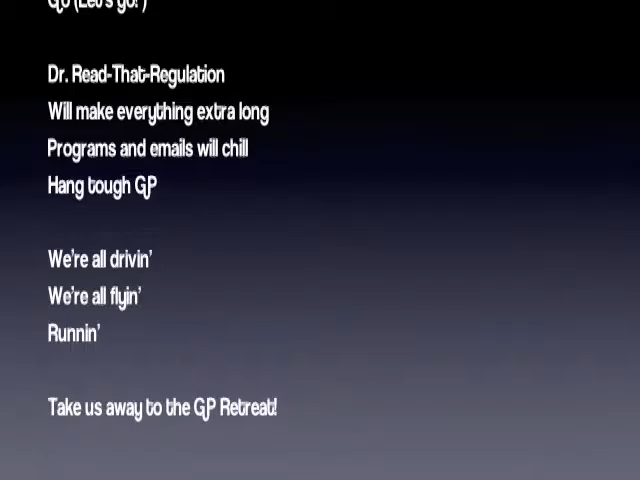 Go (Let's go! )
Dr. Read-That-Regulation
Will make everything extra long
Programs and emails will chill
Hang tough GP
We're all drivin'
We're all flyin'
Runnin'
Take us away to the GP Retreat!